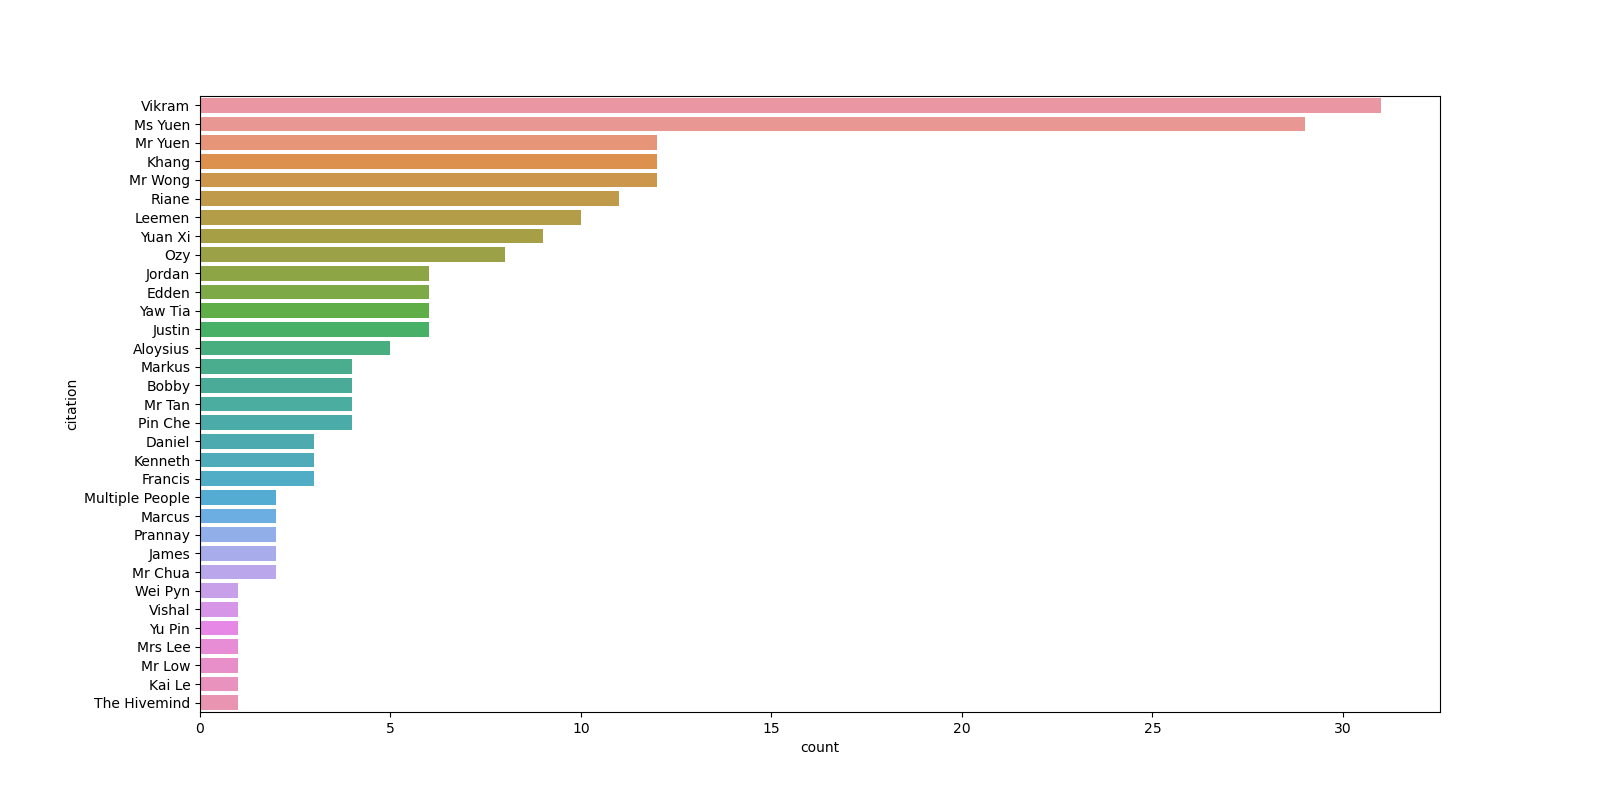 Vikram
Ms Yuen
Mr Yuen
Khang
Mr Wong
Riane
Leemen
Yuan Xi
Ozy
Jordan
Edden
Yaw Tia
Justin
Aloysius
Markus
Bobby
Mr Tan
Pin Che
Daniel
Kenneth
Francis
Multiple People
Marcus
Prannay
James
Mr Chua
Wei Pyn
Vishal
Yu Pin
Mrs Lee
Mr Low
Kai Le
The Hivemind
citation
0 5 10 15 20 25 30
count